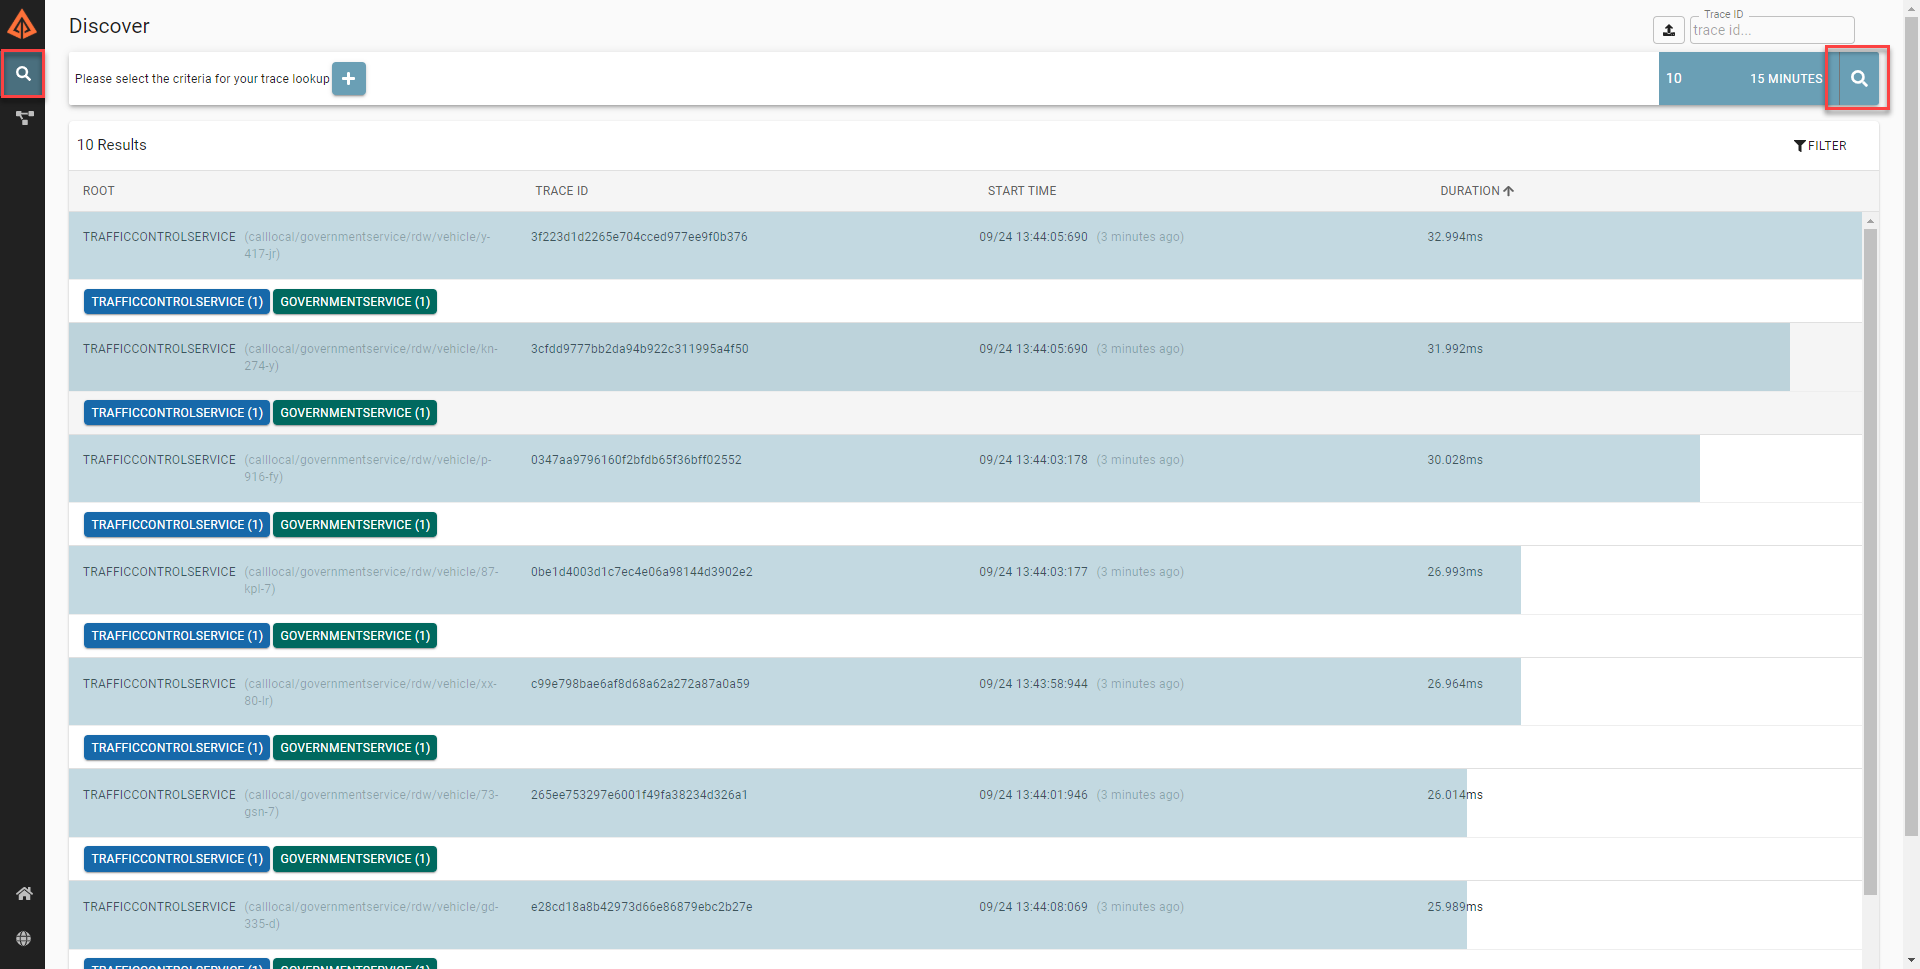 Discover
Trace ID
trace id...
Please select the criteria for your trace lookup
10 15 MINUTES
10 Results
FILTER
ROOT TRACE ID START TIME DURATION
TRAFFICCONTROLSERVICE (calllocal/governmentservice/rdw/vehicle/y- 3f223d1d2265e704cced977ee9f0b376 09/24 13:44:05:690 (3 minutes ago) 32.994ms
417-jr)
TRAFFICCONTROLSERVICE (1) GOVERNMENTSERVICE (1)
TRAFFICCONTROLSERVICE (calllocal/governmentservice/rdw/vehicle/kn- 3cfdd9777bb2da94b922c311995a4f50 09/24 13:44:05:690 (3 minutes ago) 31.992ms
274-y)
TRAFFICCONTROLSERVICE (1) GOVERNMENTSERVICE (1)
TRAFFICCONTROLSERVICE (calllocal/governmentservice/rdw/vehicle/p- 0347aa9796160f2bfdb65f36bff02552 09/24 13:44:03:178 (3 minutes ago) 30.028ms
916-fy)
TRAFFICCONTROLSERVICE (1) GOVERNMENTSERVICE (1)
TRAFFICCONTROLSERVICE (calllocal/governmentservice/rdw/vehicle/87- 0be1d4003d1c7ec4e06a98144d3902e2 09/24 13:44:03:177 (3 minutes ago) 26.993ms
kpl-7)
TRAFFICCONTROLSERVICE (1) GOVERNMENTSERVICE (1)
TRAFFICCONTROLSERVICE (calllocal/governmentservice/rdw/vehicle/xx- c99e798bae6af8d68a62a272a87a0a59 09/24 13:43:58:944 (3 minutes ago) 26.964ms
80-lr)
TRAFFICCONTROLSERVICE (1) GOVERNMENTSERVICE (1)
TRAFFICCONTROLSERVICE (calllocal/governmentservice/rdw/vehicle/73- 265ee753297e6001f49fa38234d326a1 09/24 13:44:01:946 (3 minutes ago) 26.014ms
gsn-7)
TRAFFICCONTROLSERVICE (1) GOVERNMENTSERVICE (1)
TRAFFICCONTROLSERVICE (calllocal/governmentservice/rdw/vehicle/gd- e28cd18a8b42973d66e86879ebc2b27e 09/24 13:44:08:069 (3 minutes ago) 25.989ms
335-d)
TRAFFICCONTROLSERVICE (1) GOVERNMENTSERVICE (1)